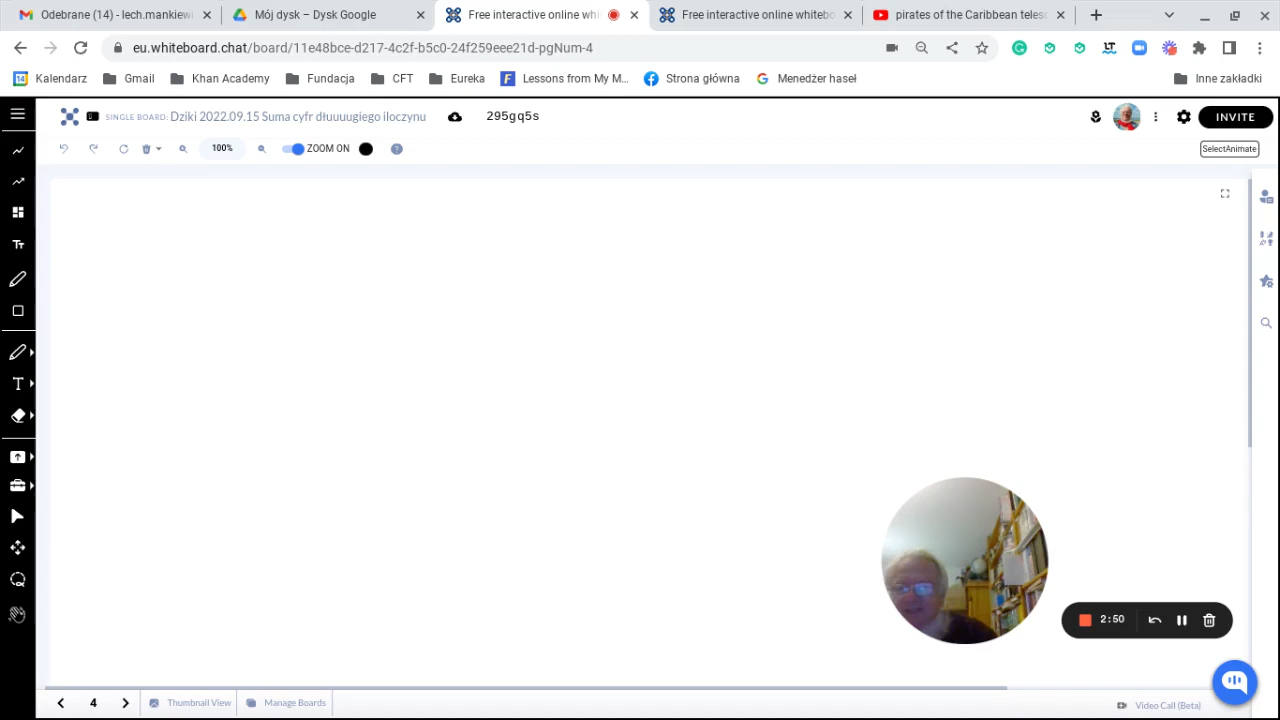 Odebrane (14) - lech.mankiewi
Mój dysk – Dysk Google
Free interactive online whi
Free interactive online whitebo
pirates of the Caribbean telesc
eu.whiteboard.chat/board/11e48bce-d217-4c2f-b5c0-24f259eee21d-pgNum-4
Kalendarz
Gmail
Khan Academy
Fundacja
CFT
Eureka
Lessons from My M...
Strona główna
Menedżer haseł
Inne zakładki
SINGLE BOARD: Dziki 2022.09.15 Suma cyfr dłuuuugiego iloczynu
295gq5s
INVITE
100%
ZOOM ON
SelectAnimate
2:50
4
Thumbnail View
Manage Boards
Video Call (Beta)